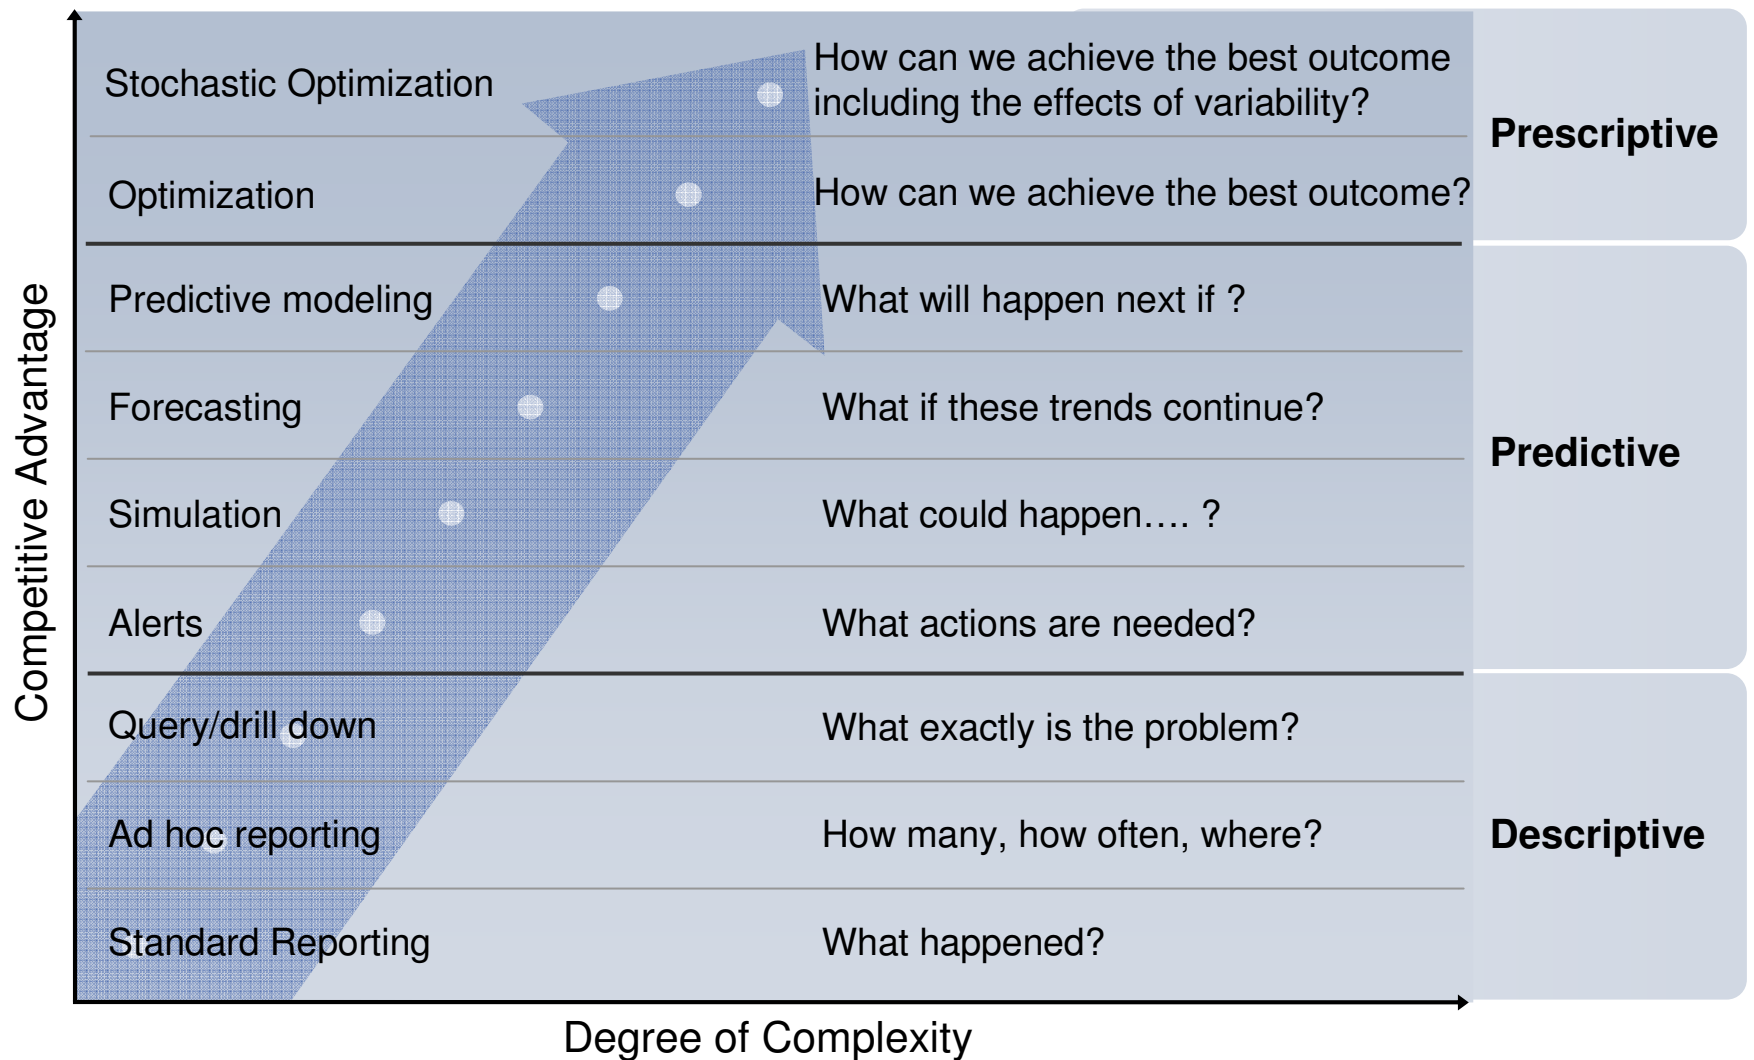 Stochastic Optimization
How can we achieve the best outcome
including the effects of variability?
Prescriptive
Optimization
How can we achieve the best outcome?
Predictive modeling
What will happen next if ?
Forecasting
What if these trends continue?
Predictive
Simulation
What could happen.... ?
Alerts
What actions are needed?
Query/drill down
What exactly is the problem?
Ad hoc reporting
How many, how often, where?
Descriptive
Standard Reporting
What happened?
Competitive Advantage
Degree of Complexity